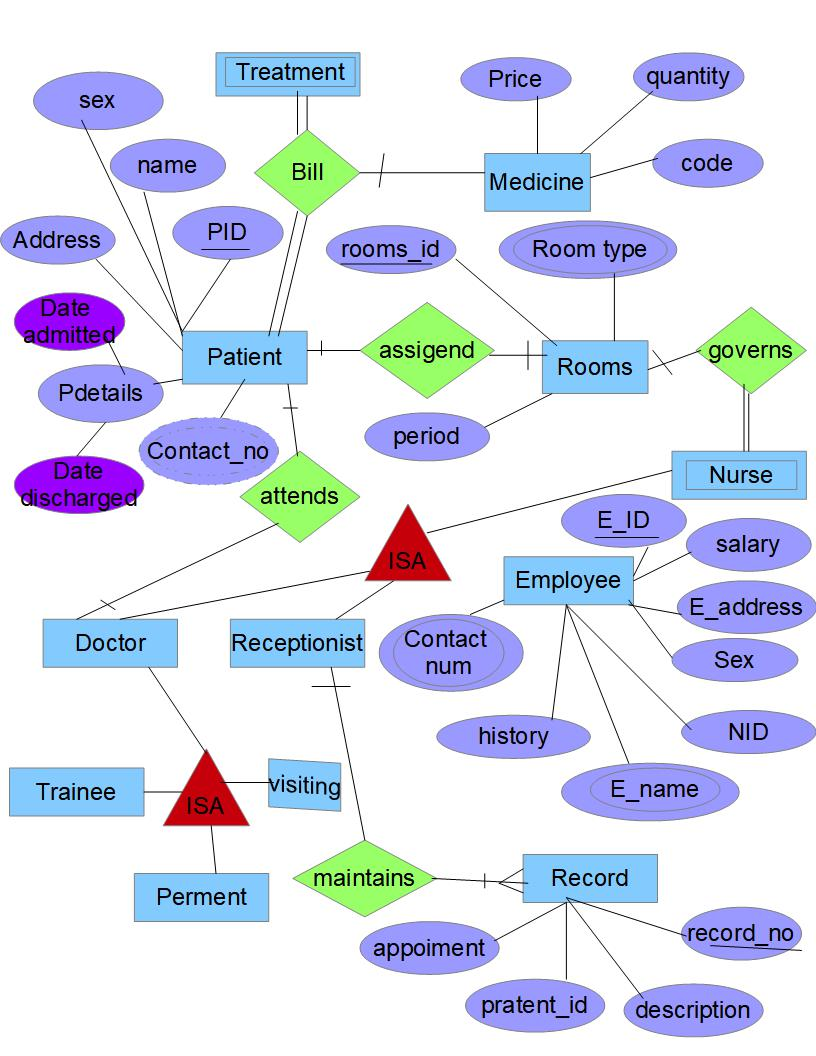 Treatment
Price
quantity
sex
name
Bill
Medicine
code
Address
PID
rooms_id
Room type
Date
admitted
Patient
assigend
Rooms
governs
Pdetails
Contact_no
period
Date
discharged
attends
Nurse
E_ID
salary
ISA
Employee
E_address
Doctor
Receptionist
Contact
num
Sex
history
NID
Trainee
ISA
visiting
E_name
Perment
maintains
Record
appoiment
record_no
pratent_id
description